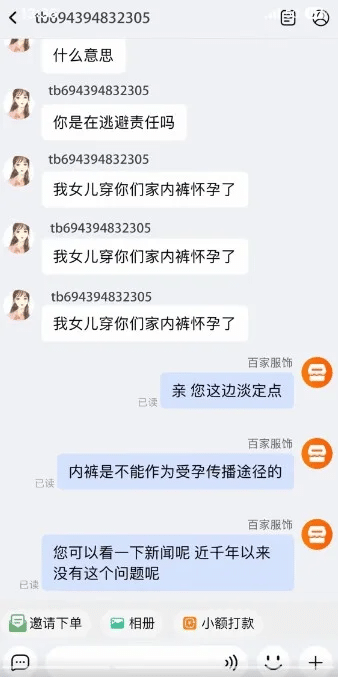 tb694394832305
什么意思
tb694394832305
你是在逃避责任吗
tb694394832305
我女儿穿你们家内裤怀孕了
tb694394832305
我女儿穿你们家内裤怀孕了
tb694394832305
我女儿穿你们家内裤怀孕了
百家服饰
亲 您这边淡定点
已读
百家服饰
内裤是不能作为受孕传播途径的
已读
百家服饰
您可以看一下新闻呢 近千年以来
没有这个问题呢
已读
邀请下单
相册
小额打款